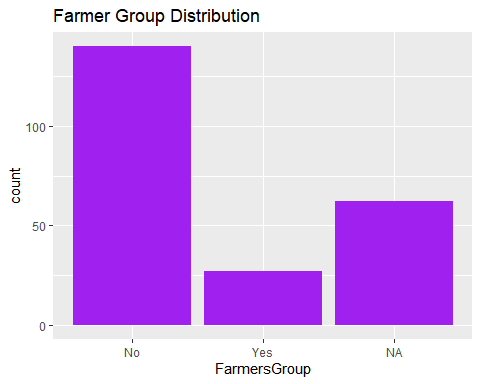 Farmer Group Distribution
count
100
50
0
No Yes NA
FarmersGroup